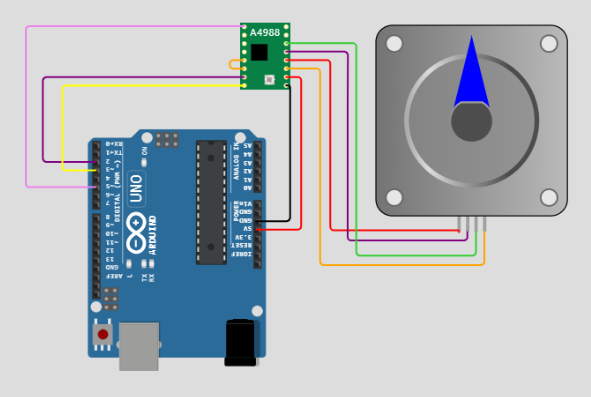 A4988
RX←0
TX→1
2
~3
4
~5
~6
7
DIGITAL (PWM ~)
8
~9
~10
~11
12
13
GND
AREF
ON
UNO
ARDUINO
L
TX
RX
A5
A4
A3
A2
A1
A0
ANALOG IN
Vin
GND
GND
5V
3.3V
RESET
IOREF
POWER